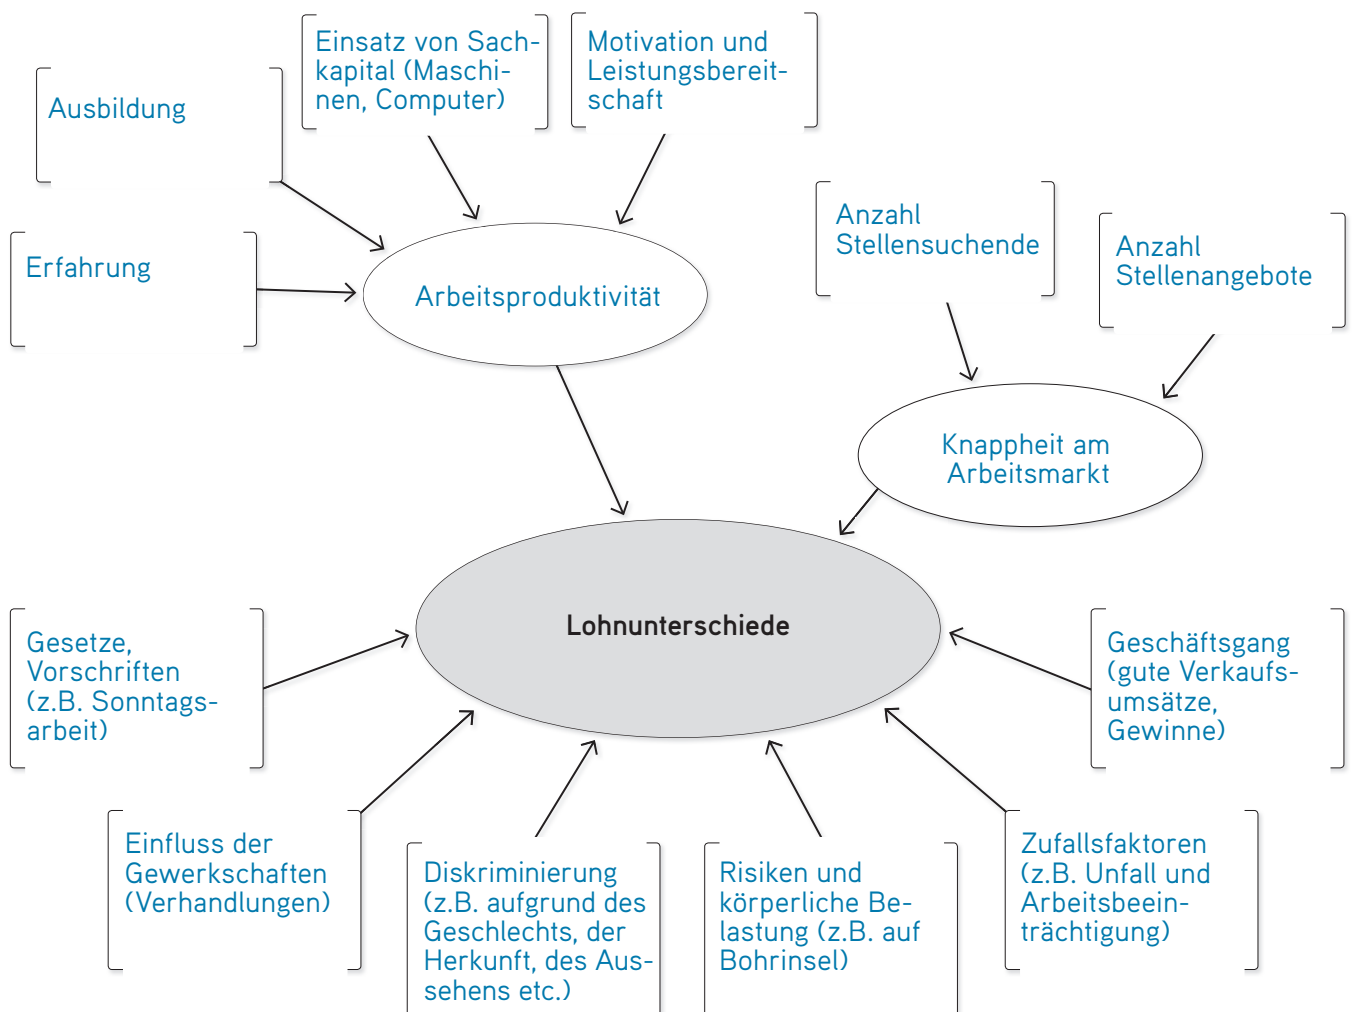 Einsatz von Sach-
kapital (Maschi-
nen, Computer)
Motivation und
Leistungsbereit-
schaft
Ausbildung
Erfahrung
Arbeitsproduktivität
Anzahl
Stellensuchende
Anzahl
Stellenangebote
Knappheit am
Arbeitsmarkt
Lohnunterschiede
Gesetze,
Vorschriften
(z.B. Sonntags-
arbeit)
Geschäftsgang
(gute Verkaufs-
umsätze,
Gewinne)
Einfluss der
Gewerkschaften
(Verhandlungen)
Diskriminierung
(z.B. aufgrund des
Geschlechts, der
Herkunft, des Aus-
sehens etc.)
Risiken und
körperliche Be-
lastung (z.B. auf
Bohrinsel)
Zufallsfaktoren
(z.B. Unfall und
Arbeitsbeein-
trächtigung)